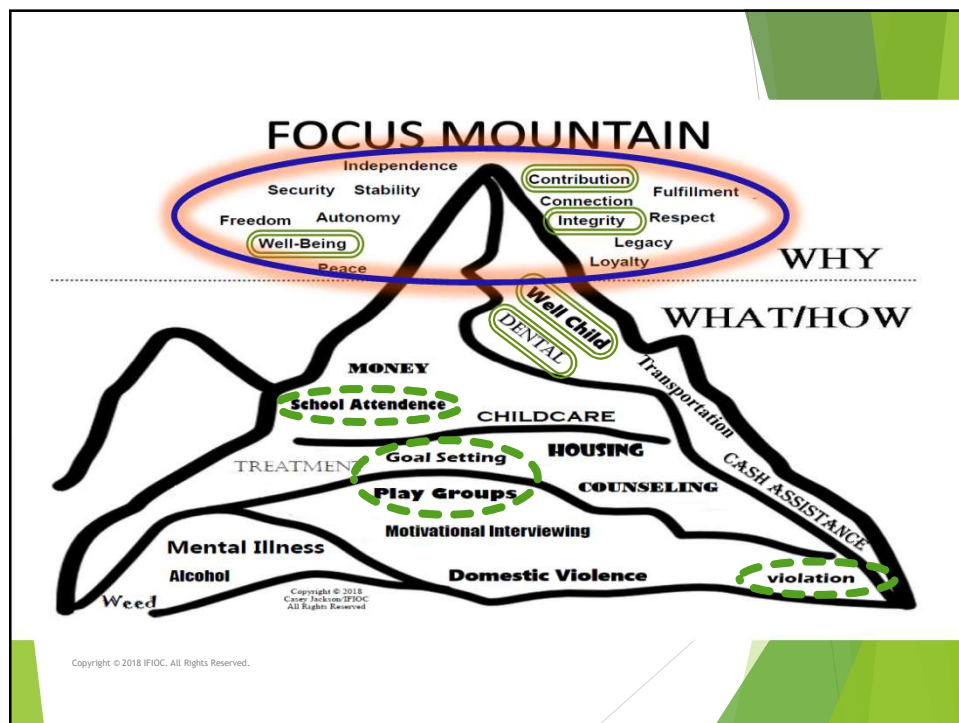 FOCUS MOUNTAIN
Independence
Security Stability
Freedom Autonomy
Well-Being
Peace
Contribution
Fulfillment
Connection
Integrity Respect
Legacy
Loyalty
WHY
WHAT/HOW
Well Child
DENTAL
MONEY
School Attendence
CHILDCARE
Transportation
CASH ASSISTANCE
TREATMENT
Goal Setting
HOUSING
Play Groups
COUNSELING
Motivational Interviewing
Mental Illness
Alcohol
Domestic Violence
violation
Weed
Copyright © 2018
Casey Jackson/IFIOC
All Rights Reserved
Copyright © 2018 IFIOC. All Rights Reserved.